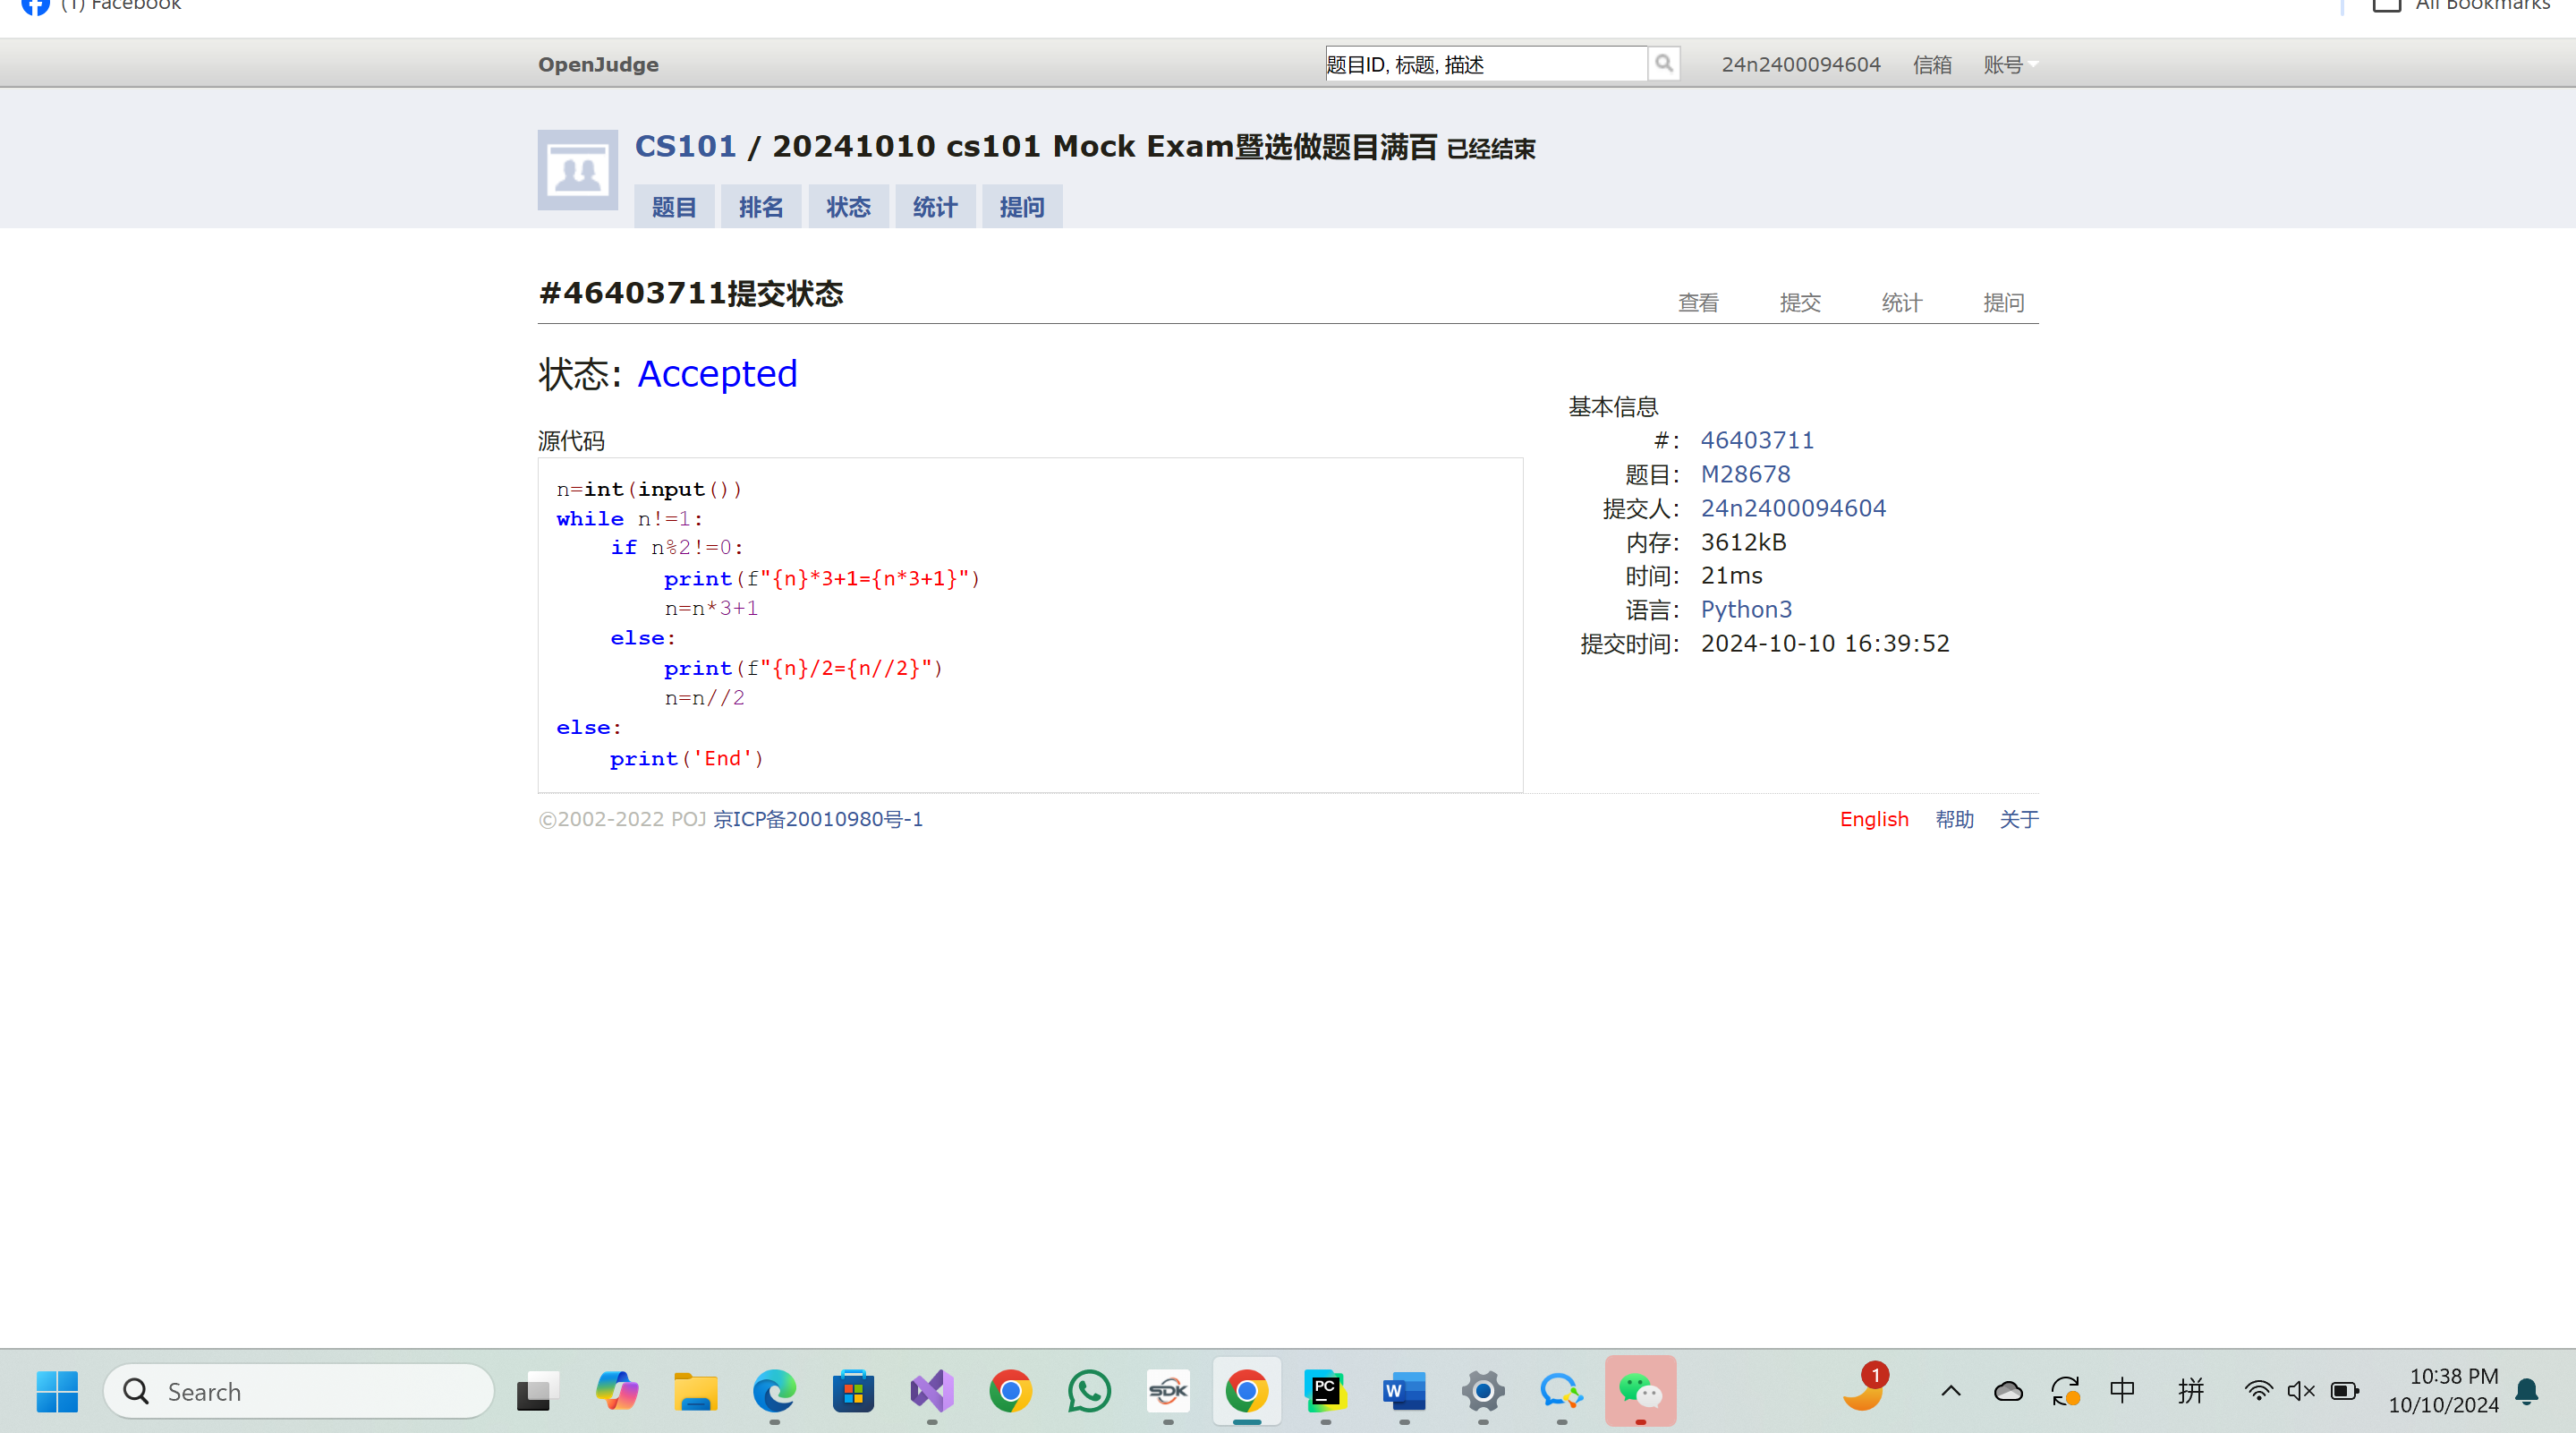 (1) Facebook
All Bookmarks
OpenJudge
题目ID, 标题, 描述
24n2400094604 信箱 账号
CS101 / 20241010 cs101 Mock Exam暨选做题目满百 已经结束
题目 排名 状态 统计 提问
#46403711提交状态
查看 提交 统计 提问
状态: Accepted
源代码
n=int(input())
while n!=1:
    if n%2!=0:
        print(f"{n}*3+1={n*3+1}")
        n=n*3+1
    else:
        print(f"{n}/2={n//2}")
        n=n//2
else:
    print('End')
基本信息
#: 46403711
题目: M28678
提交人: 24n2400094604
内存: 3612kB
时间: 21ms
语言: Python3
提交时间: 2024-10-10 16:39:52
©2002-2022 POJ 京ICP备20010980号-1
English 帮助 关于
Search
SDK
PC
W
1
中
拼
10:38 PM
10/10/2024